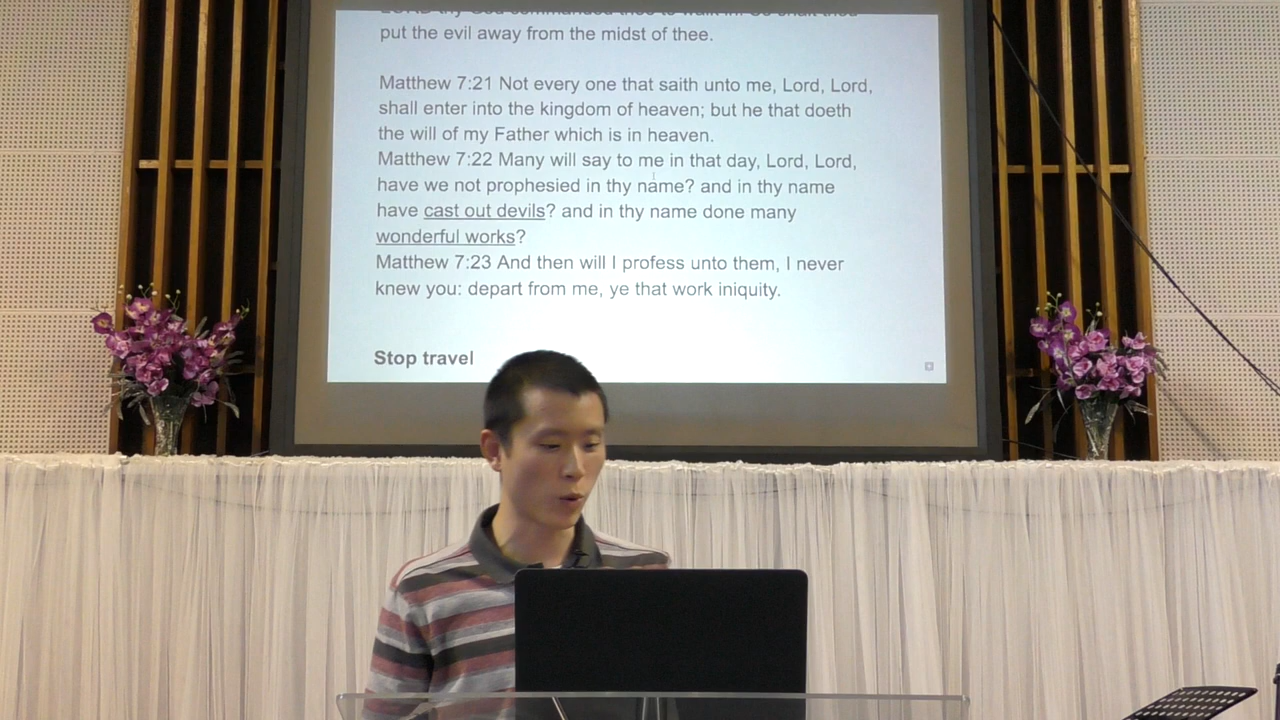 put the evil away from the midst of thee.
Matthew 7:21 Not every one that saith unto me, Lord, Lord,
shall enter into the kingdom of heaven; but he that doeth
the will of my Father which is in heaven.
Matthew 7:22 Many will say to me in that day, Lord, Lord,
have we not prophesied in thy name? and in thy name
have cast out devils? and in thy name done many
wonderful works?
Matthew 7:23 And then will I profess unto them, I never
knew you: depart from me, ye that work iniquity.
Stop travel